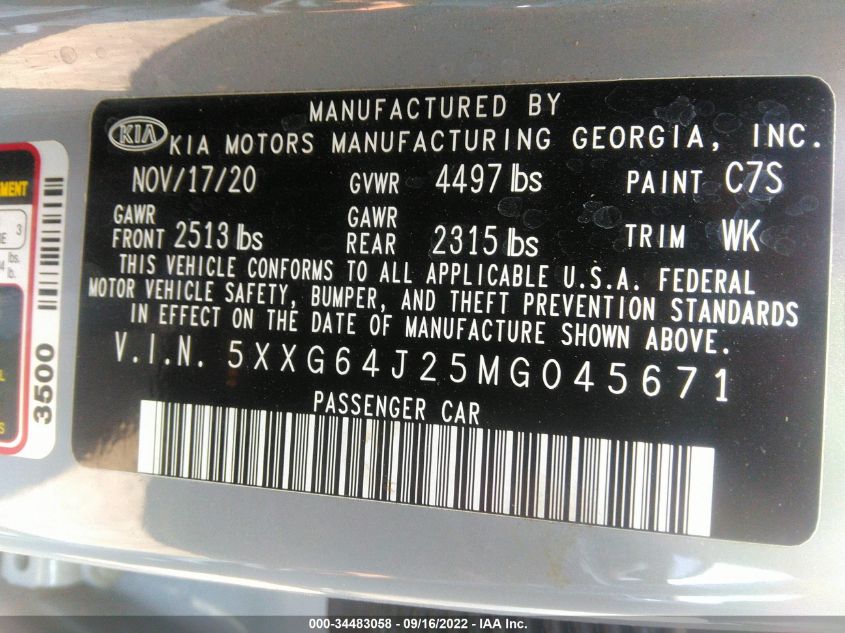 MANUFACTURED BY
KIA KIA MOTORS MANUFACTURING GEORGIA, INC.
NOV/17/20 GVWR 4497 lbs PAINT C7S
GAWR FRONT 2513 lbs GAWR REAR 2315 lbs TRIM WK
THIS VEHICLE CONFORMS TO ALL APPLICABLE U.S.A. FEDERAL
MOTOR VEHICLE SAFETY, BUMPER, AND THEFT PREVENTION STANDARDS
IN EFFECT ON THE DATE OF MANUFACTURE SHOWN ABOVE.
V.I.N. 5XXG64J25MG045671
PASSENGER CAR
3500
3
lbs.
lb.
000-34483058 - 09/16/2022 - IAA Inc.